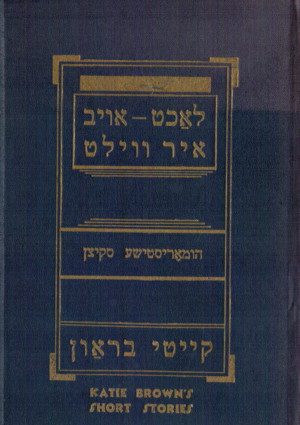 לאַכט – אויב
איר ווילט
הומאָריסטישע סקיצן
קייטי בראַון
KATIE BROWN'S
SHORT STORIES